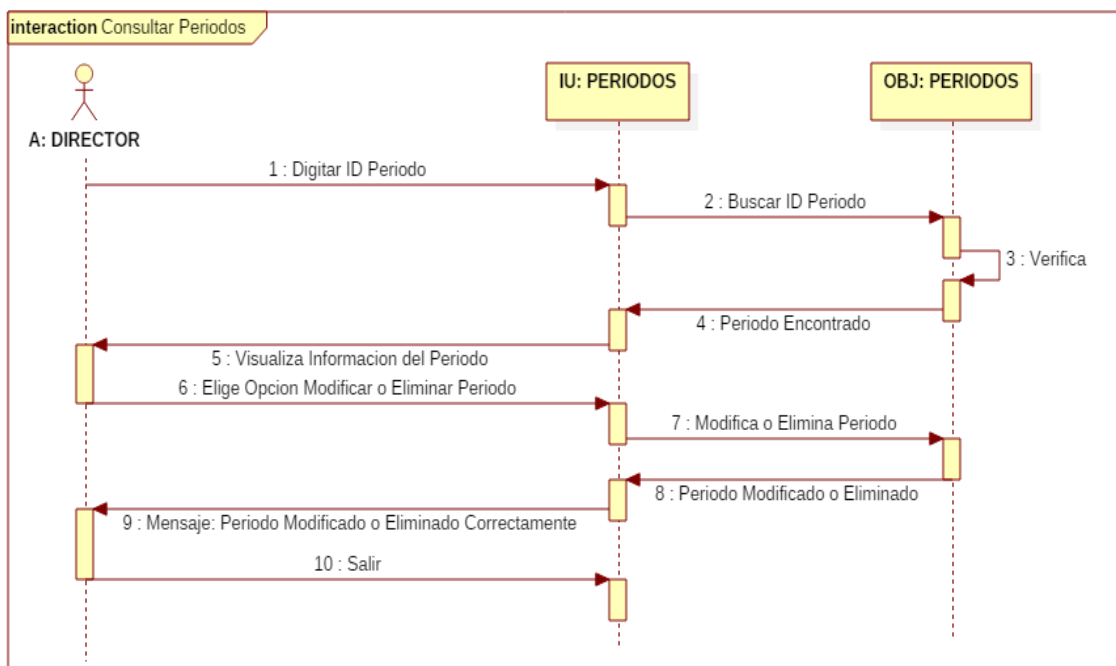 interaction Consultar Periodos
A: DIRECTOR
IU: PERIODOS
OBJ: PERIODOS
1 : Digitar ID Periodo
2 : Buscar ID Periodo
3 : Verifica
4 : Periodo Encontrado
5 : Visualiza Informacion del Periodo
6 : Elige Opcion Modificar o Eliminar Periodo
7 : Modifica o Elimina Periodo
8 : Periodo Modificado o Eliminado
9 : Mensaje: Periodo Modificado o Eliminado Correctamente
10 : Salir